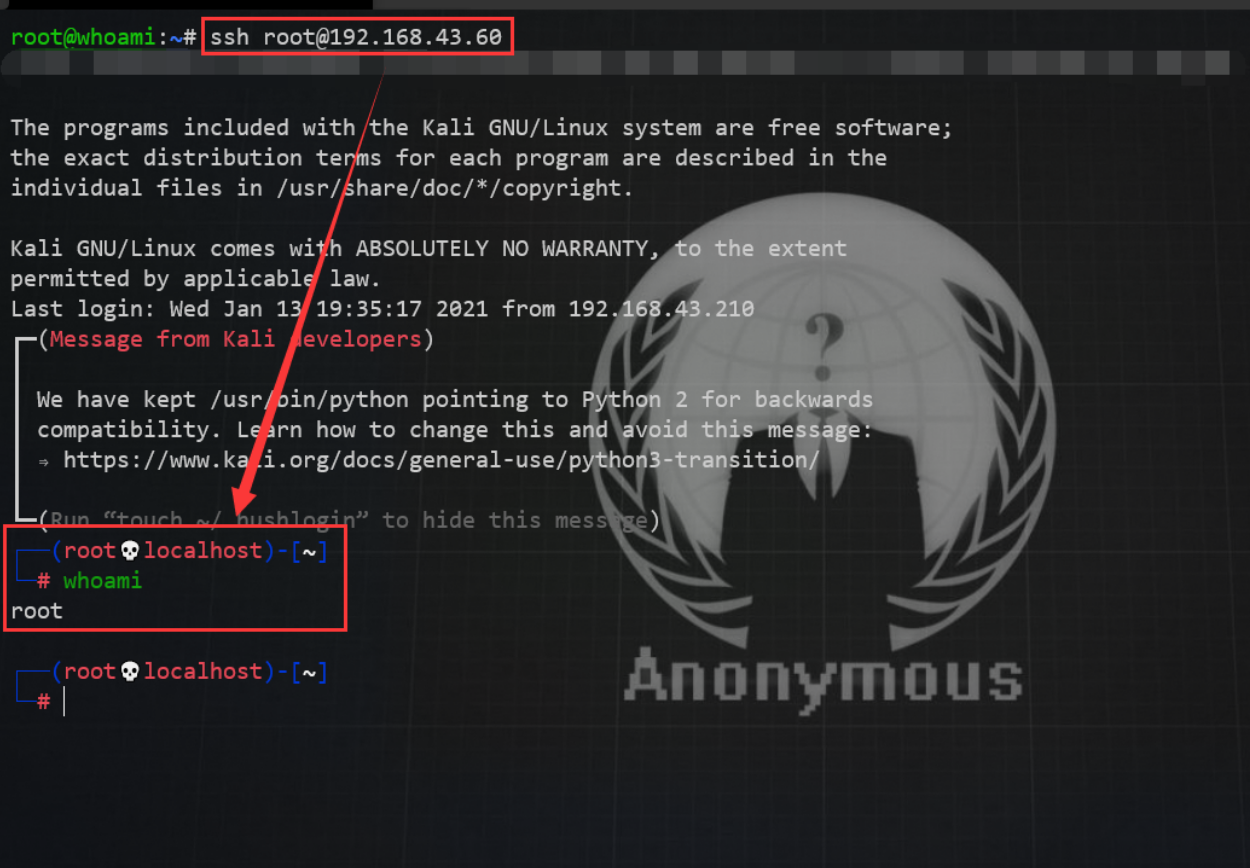 root@whoami:~# ssh root@192.168.43.60
The programs included with the Kali GNU/Linux system are free software;
the exact distribution terms for each program are described in the
individual files in /usr/share/doc/*/copyright.
Kali GNU/Linux comes with ABSOLUTELY NO WARRANTY, to the extent
permitted by applicable law.
Last login: Wed Jan 13 19:35:17 2021 from 192.168.43.210
(Message from Kali developers)
We have kept /usr/bin/python pointing to Python 2 for backwards
compatibility. Learn how to change this and avoid this message:
⇒ https://www.kali.org/docs/general-use/python3-transition/
(Run “touch ~/.hushlogin” to hide this message)
┌──(root💀localhost)-[~]
└─# whoami
root
┌──(root💀localhost)-[~]
└─#
?
Anonymous